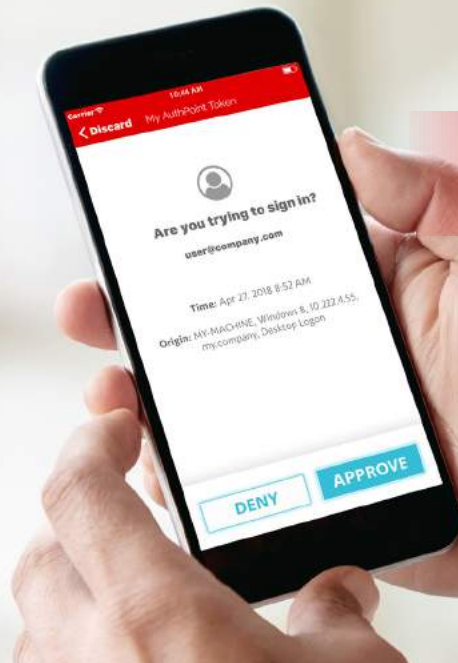 Carrier 10:44 AM
< Discard My AuthPoint Token
Are you trying to sign in?
user@company.com
Time: Apr 27, 2018 8:52 AM
Origin: MY-MACHINE, Windows 8, 10.222.4.55,
my.company, Desktop Logon
DENY APPROVE